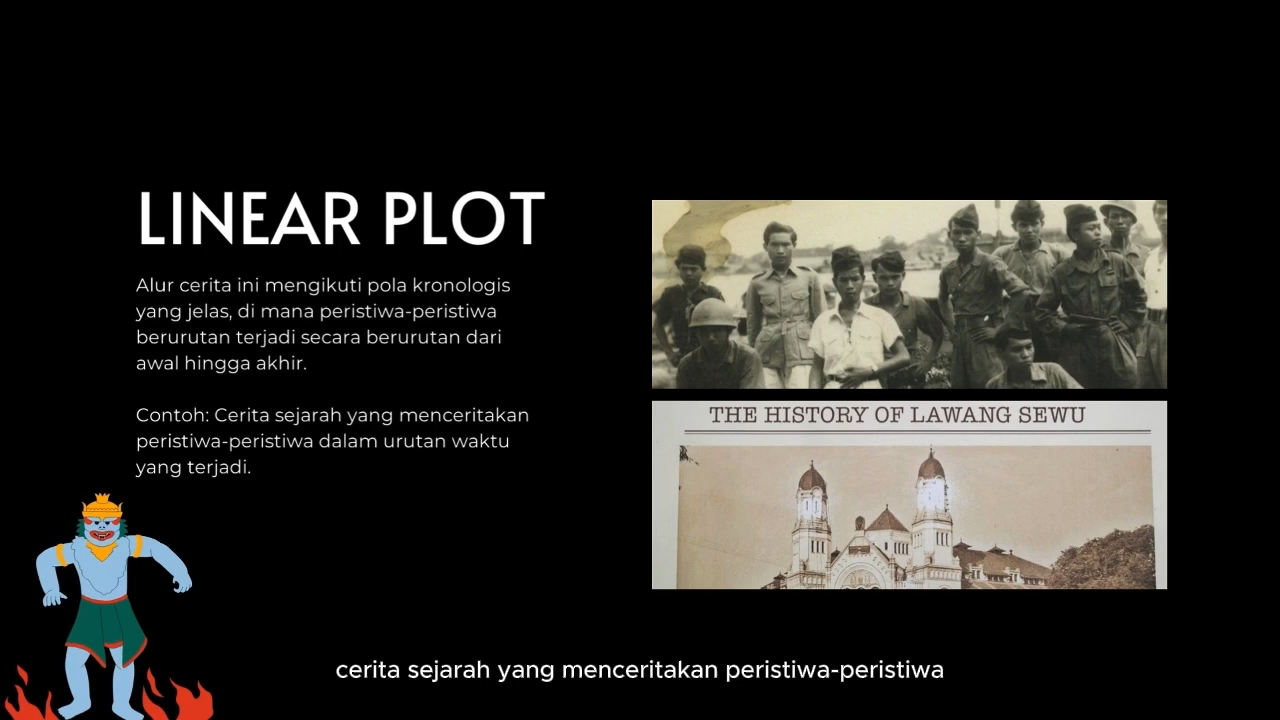 LINEAR PLOT
Alur cerita ini mengikuti pola kronologis
yang jelas, di mana peristiwa-peristiwa
berurutan terjadi secara berurutan dari
awal hingga akhir.
Contoh: Cerita sejarah yang menceritakan
peristiwa-peristiwa dalam urutan waktu
yang terjadi.
THE HISTORY OF LAWANG SEWU
cerita sejarah yang menceritakan peristiwa-peristiwa